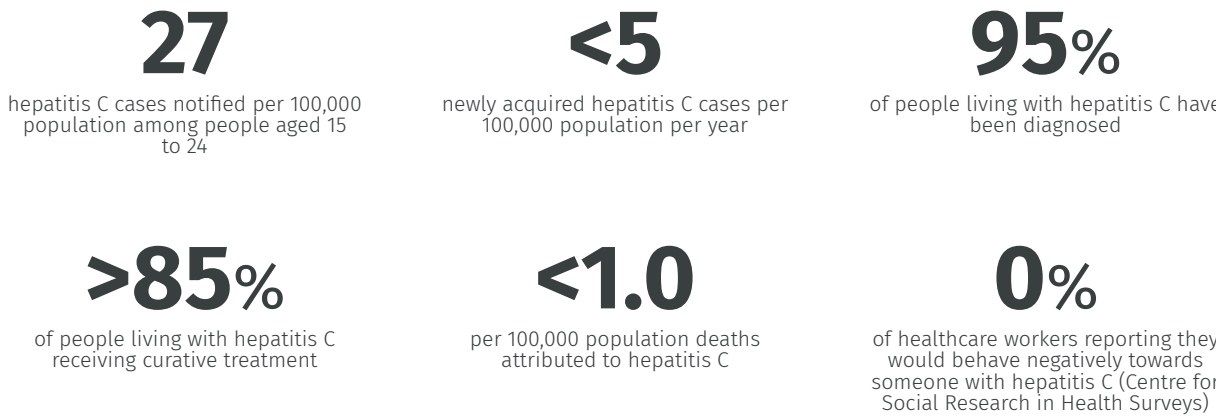 27
hepatitis C cases notified per 100,000
population among people aged 15
to 24
<5
newly acquired hepatitis C cases per
100,000 population per year
95%
of people living with hepatitis C have
been diagnosed
>85%
of people living with hepatitis C
receiving curative treatment
<1.0
per 100,000 population deaths
attributed to hepatitis C
0%
of healthcare workers reporting they
would behave negatively towards
someone with hepatitis C (Centre for
Social Research in Health Surveys)